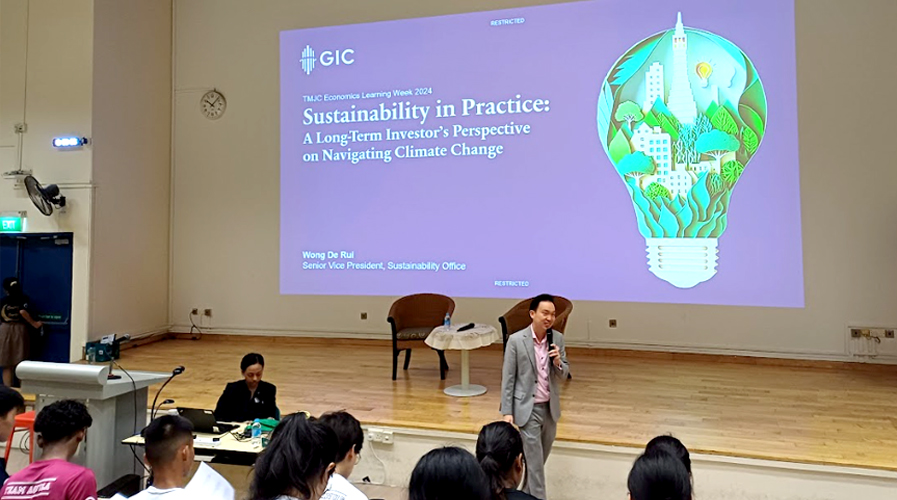 RESTRICTED
GIC
TMJC Economics Learning Week 2024
Sustainability in Practice:
A Long-Term Investor's Perspective
on Navigating Climate Change
Wong De Rui
Senior Vice President, Sustainability Office
RESTRICTED
EXIT